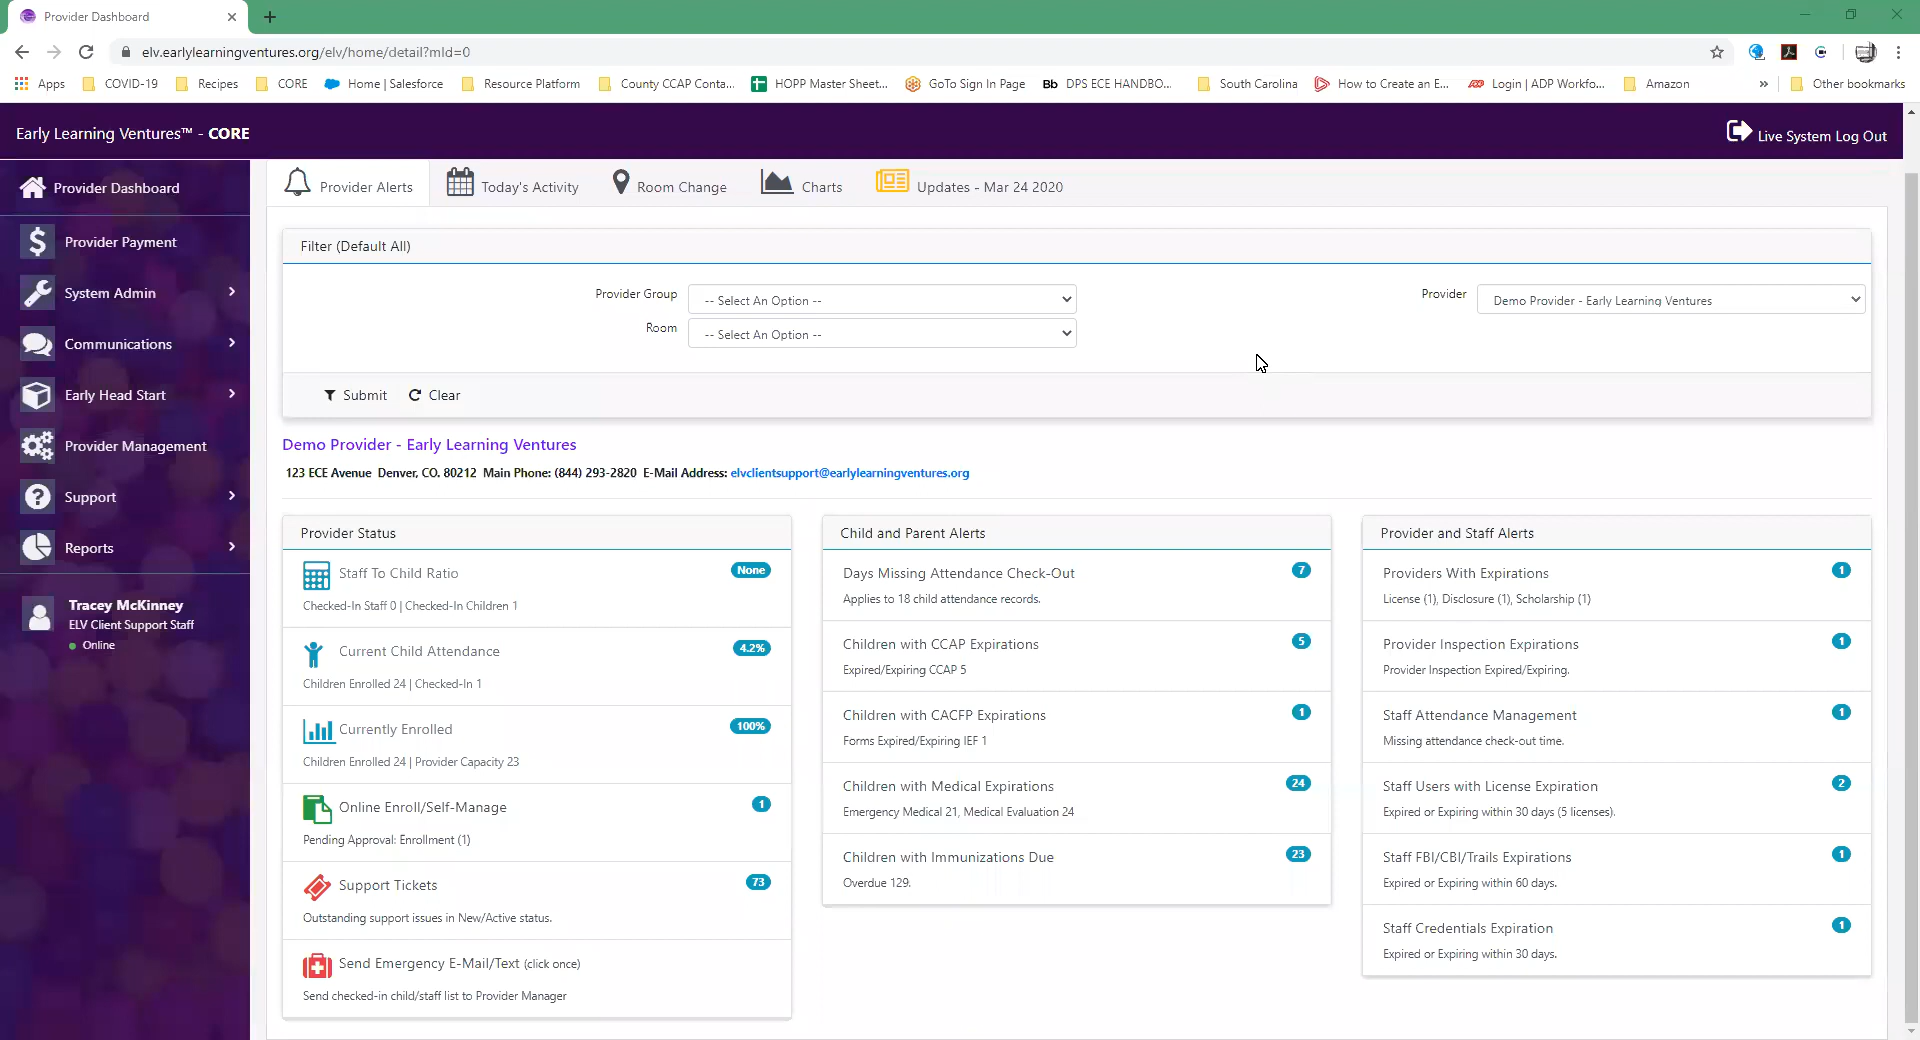 Provider Dashboard
elv.earlylearningventures.org/elv/home/detail?mId=0
Apps COVID-19 Recipes CORE Home | Salesforce Resource Platform County CCAP Conta... HOPP Master Sheet... GoTo Sign In Page Bb DPS ECE HANDBO... South Carolina How to Create an E... Login | ADP Workfo... Amazon » Other bookmarks
Early Learning Ventures™ - CORE
Live System Log Out
Provider Dashboard
Provider Payment
System Admin
Communications
Early Head Start
Provider Management
Support
Reports
Tracey McKinney
ELV Client Support Staff
Online
Provider Alerts Today's Activity Room Change Charts Updates - Mar 24 2020
Filter (Default All)
Provider Group -- Select An Option --
Provider Demo Provider - Early Learning Ventures
Room -- Select An Option --
Submit Clear
Demo Provider - Early Learning Ventures
123 ECE Avenue Denver, CO. 80212 Main Phone: (844) 293-2820 E-Mail Address: elvclientsupport@earlylearningventures.org
Provider Status
Staff To Child Ratio None
Checked-In Staff 0 | Checked-In Children 1
Current Child Attendance 4.2%
Children Enrolled 24 | Checked-In 1
Currently Enrolled 100%
Children Enrolled 24 | Provider Capacity 23
Online Enroll/Self-Manage 1
Pending Approval: Enrollment (1)
Support Tickets 73
Outstanding support issues in New/Active status.
Send Emergency E-Mail/Text (click once)
Send checked-in child/staff list to Provider Manager
Child and Parent Alerts
Days Missing Attendance Check-Out 7
Applies to 18 child attendance records.
Children with CCAP Expirations 5
Expired/Expiring CCAP 5
Children with CACFP Expirations 1
Forms Expired/Expiring IEF 1
Children with Medical Expirations 24
Emergency Medical 21, Medical Evaluation 24
Children with Immunizations Due 23
Overdue 129.
Provider and Staff Alerts
Providers With Expirations 1
License (1), Disclosure (1), Scholarship (1)
Provider Inspection Expirations 1
Provider Inspection Expired/Expiring.
Staff Attendance Management 1
Missing attendance check-out time.
Staff Users with License Expiration 2
Expired or Expiring within 30 days (5 licenses).
Staff FBI/CBI/Trails Expirations 1
Expired or Expiring within 60 days.
Staff Credentials Expiration 1
Expired or Expiring within 30 days.